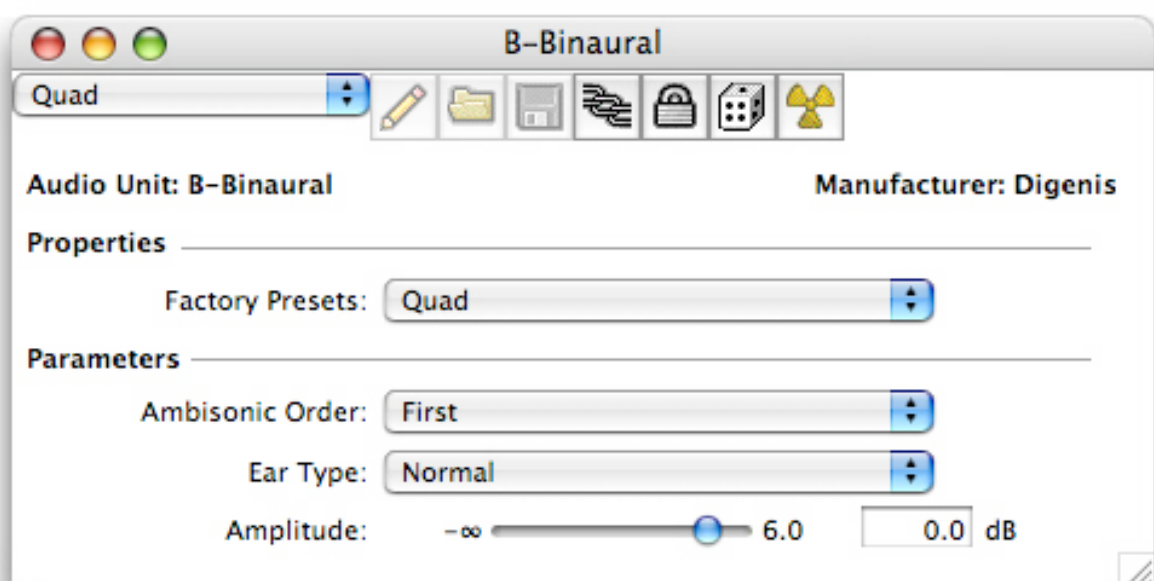 B-Binaural
Quad
Audio Unit: B-Binaural Manufacturer: Digenis
Properties
Factory Presets: Quad
Parameters
Ambisonic Order: First
Ear Type: Normal
Amplitude: -∞ 6.0 0.0 dB